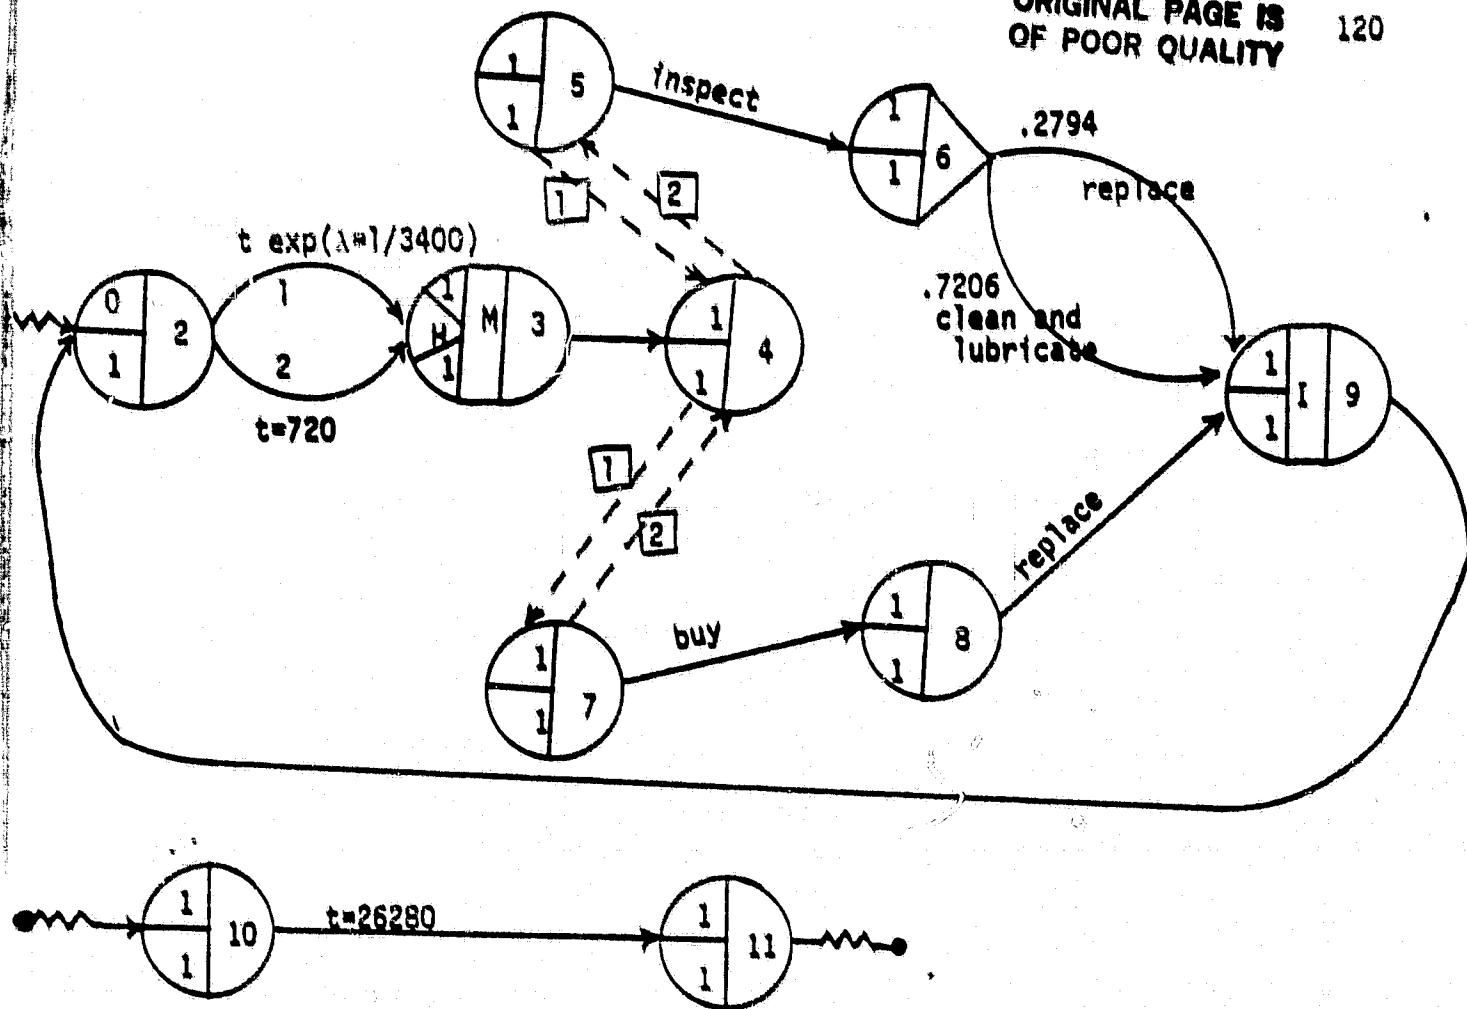 ORIGINAL PAGE IS
OF POOR QUALITY
120
1
1
5
inspect
1
1
6
.2794
replace
.7206
clean and
lubricate
1
2
t exp(λ=1/3400)
1
2
t=720
0
1
2
1
H
1
M
3
1
1
4
1
1
I
9
1
2
replace
1
1
7
buy
1
1
8
1
1
10
t=26280
1
1
11